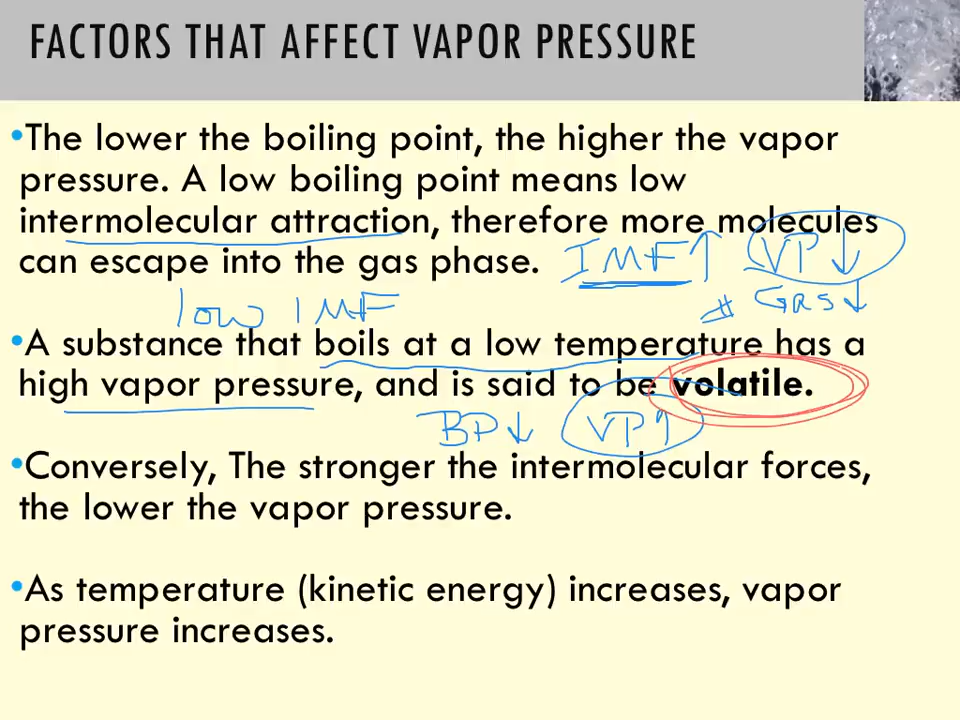 FACTORS THAT AFFECT VAPOR PRESSURE
•The lower the boiling point, the higher the vapor
pressure. A low boiling point means low
intermolecular attraction, therefore more molecules
can escape into the gas phase.
IMF↑ VP↓
low IMF
# GAS↓
•A substance that boils at a low temperature has a
high vapor pressure, and is said to be volatile.
BP↓ VP↑
•Conversely, The stronger the intermolecular forces,
the lower the vapor pressure.
•As temperature (kinetic energy) increases, vapor
pressure increases.